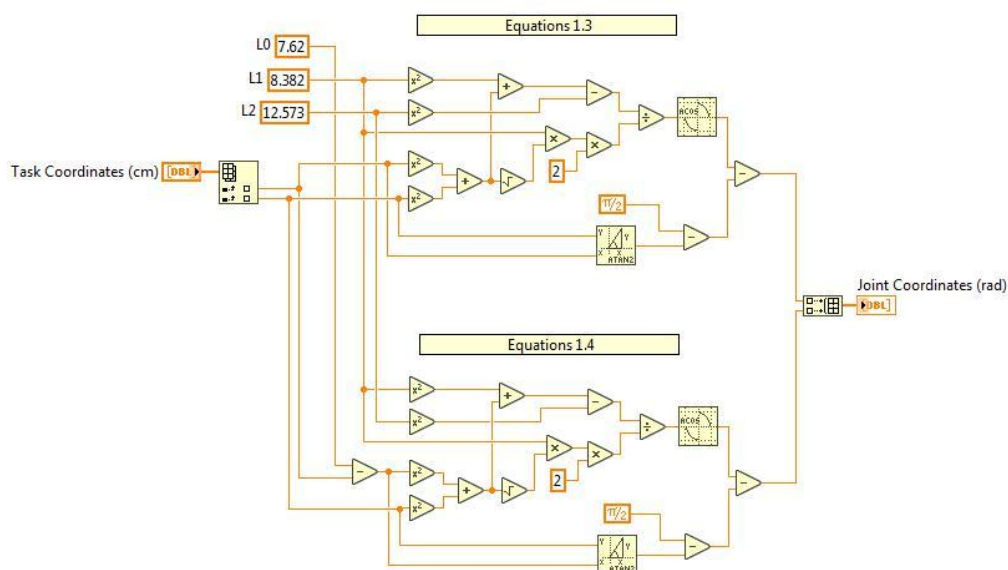 Equations 1.3
L0 7.62
L1 8.382
L2 12.573
x²
+
−
x²
÷
ACOS
×
×
x²
2
−
Task Coordinates (cm) [DBL]
+
√
x²
π/2
−
Y
X
Y
X
ATAN2
Joint Coordinates (rad)
DBL]
Equations 1.4
x²
+
−
x²
÷
ACOS
×
×
−
x²
2
−
+
√
x²
π/2
−
Y
X
Y
X
ATAN2